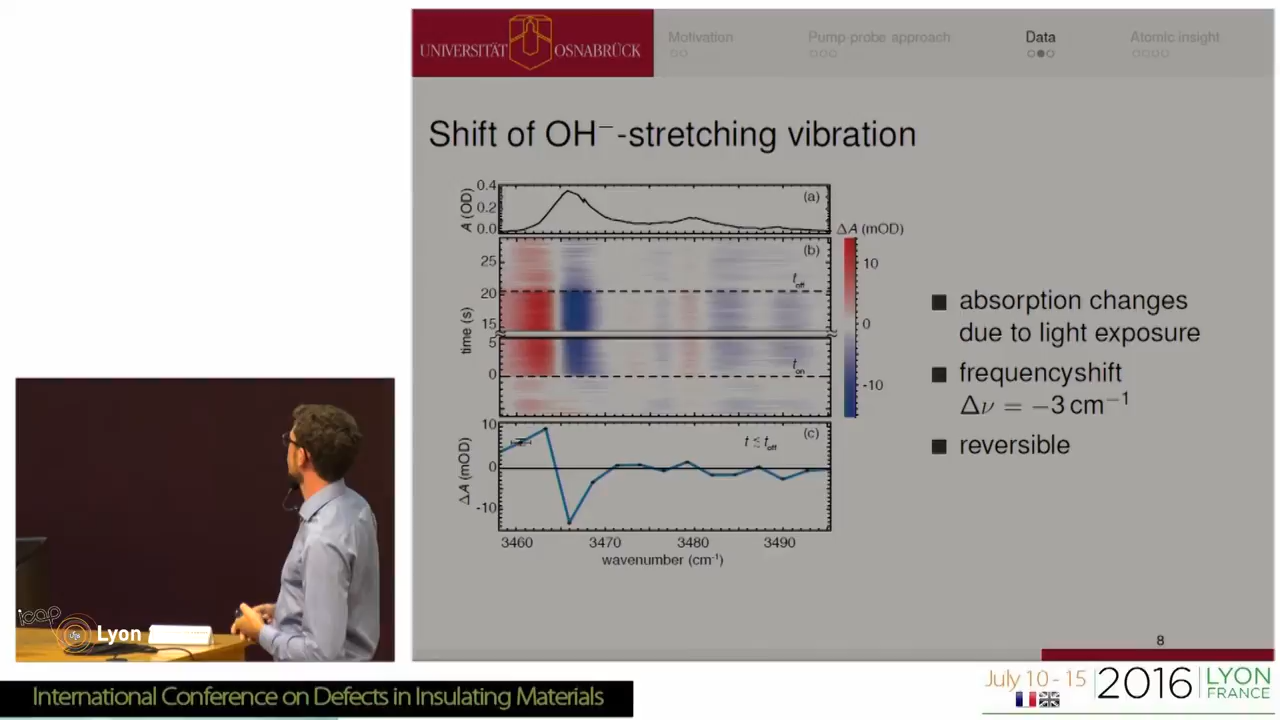 UNIVERSITÄT OSNABRÜCK
Motivation Pump-probe approach Data Atomic insight
Shift of OH⁻-stretching vibration
A (OD)
0.4
0.2
0.0
(a)
ΔA (mOD)
10
0
-10
time (s)
25
20
15
5
0
(b)
t_off
t_on
ΔA (mOD)
10
0
-10
(c)
t ≲ t_off
3460 3470 3480 3490
wavenumber (cm⁻¹)
■ absorption changes
due to light exposure
■ frequencyshift
Δν = −3 cm⁻¹
■ reversible
8
icap
Lyon
International Conference on Defects in Insulating Materials
July 10 - 15
2016
LYON
FRANCE